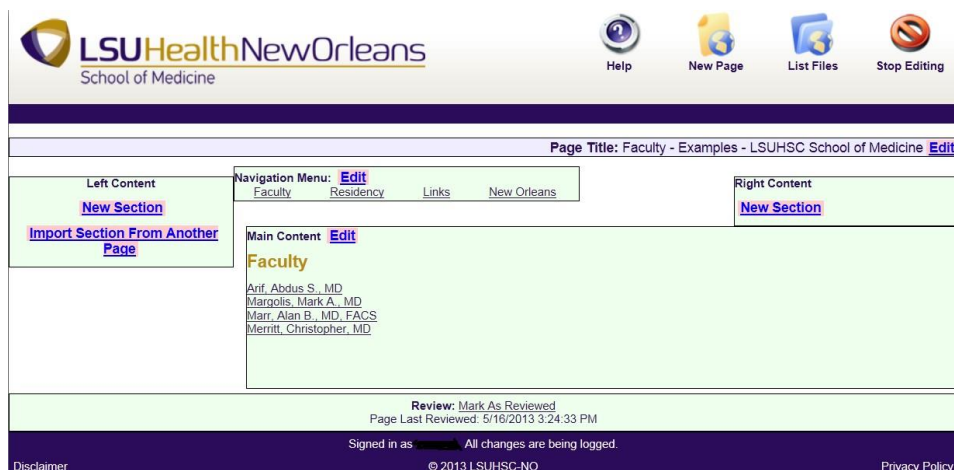 LSUHealthNewOrleans
School of Medicine
Help
New Page
List Files
Stop Editing
Page Title: Faculty - Examples - LSUHSC School of Medicine Edit
Left Content
New Section
Import Section From Another
Page
Navigation Menu: Edit
Faculty Residency Links New Orleans
Right Content
New Section
Main Content Edit
Faculty
Arif, Abdus S., MD
Margolis, Mark A., MD
Marr, Alan B., MD, FACS
Merritt, Christopher, MD
Review: Mark As Reviewed
Page Last Reviewed: 5/16/2013 3:24:33 PM
Signed in as All changes are being logged.
Disclaimer © 2013 LSUHSC-NO Privacy Policy